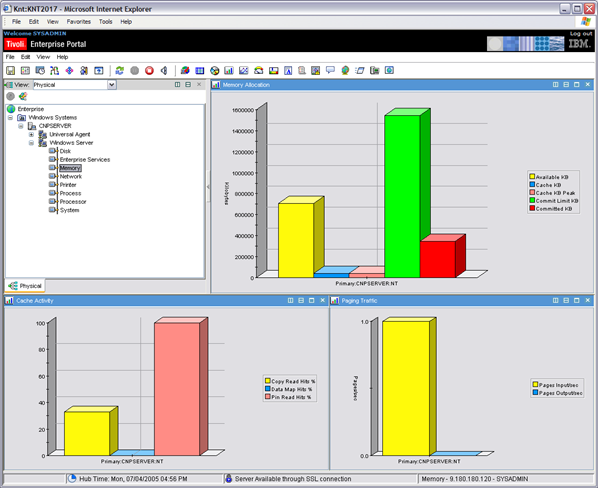 Knt:KNT2017 - Microsoft Internet Explorer
File Edit View Favorites Tools Help
Welcome SYSADMIN
Log out
Tivoli Enterprise Portal
IBM.
File Edit View Help
View: Physical
Enterprise
Windows Systems
CNPSERVER
Universal Agent
Windows Server
Disk
Enterprise Services
Memory
Network
Printer
Process
Processor
System
Physical
Memory Allocation
1600000
1400000
1200000
1000000
800000
600000
400000
200000
0
Kilobytes
Primary:CNPSERVER:NT
Available KB
Cache KB
Cache KB Peak
Commit Limit KB
Committed KB
Cache Activity
100
80
60
40
20
0
Primary:CNPSERVER:NT
Copy Read Hits %
Data Map Hits %
Pin Read Hits %
Paging Traffic
1.0
0.0
Pages/sec
Primary:CNPSERVER:NT
Pages Input/sec
Pages Output/sec
Hub Time: Mon, 07/04/2005 04:56 PM
Server Available through SSL connection
Memory - 9.180.180.120 - SYSADMIN